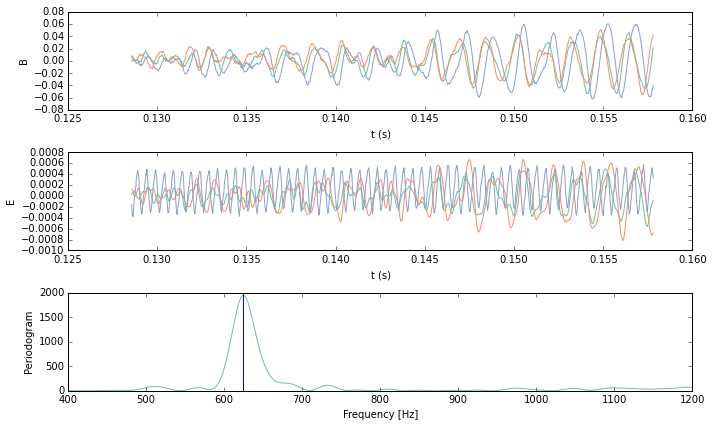 0.08
0.06
0.04
0.02
0.00
−0.02
−0.04
−0.06
−0.08
B
0.125 0.130 0.135 0.140 0.145 0.150 0.155 0.160
t (s)
0.0008
0.0006
0.0004
0.0002
0.0000
−0.0002
−0.0004
−0.0006
−0.0008
−0.0010
E
0.125 0.130 0.135 0.140 0.145 0.150 0.155 0.160
t (s)
2000
1500
1000
500
0
Periodogram
400 500 600 700 800 900 1000 1100 1200
Frequency [Hz]